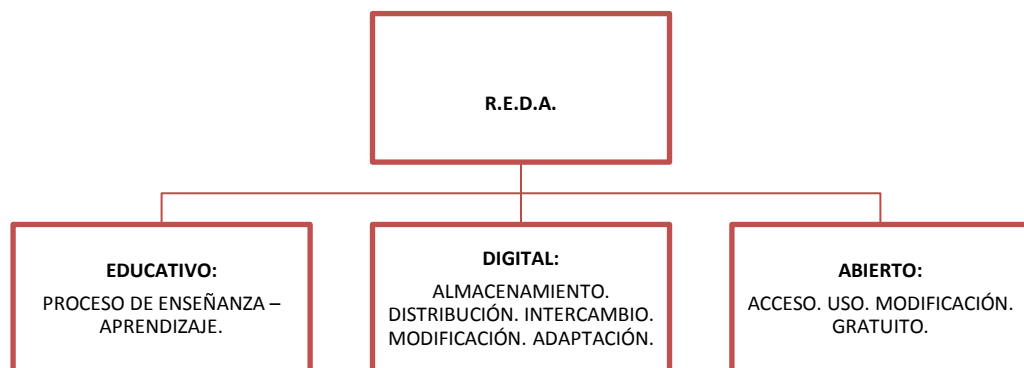 R.E.D.A.
EDUCATIVO:
PROCESO DE ENSEÑANZA –
APRENDIZAJE.
DIGITAL:
ALMACENAMIENTO.
DISTRIBUCIÓN. INTERCAMBIO.
MODIFICACIÓN. ADAPTACIÓN.
ABIERTO:
ACCESO. USO. MODIFICACIÓN.
GRATUITO.